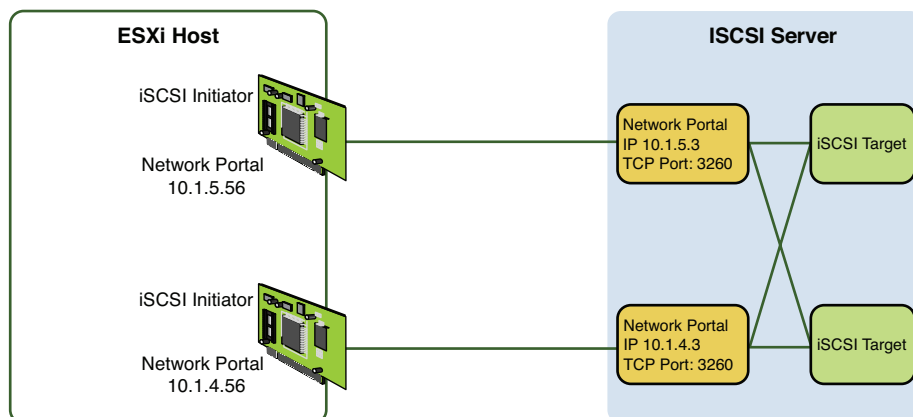 ESXi Host
ISCSI Server
iSCSI Initiator
Network Portal
10.1.5.56
Network Portal
IP 10.1.5.3
TCP Port: 3260
iSCSI Target
iSCSI Initiator
Network Portal
10.1.4.56
Network Portal
IP 10.1.4.3
TCP Port: 3260
iSCSI Target